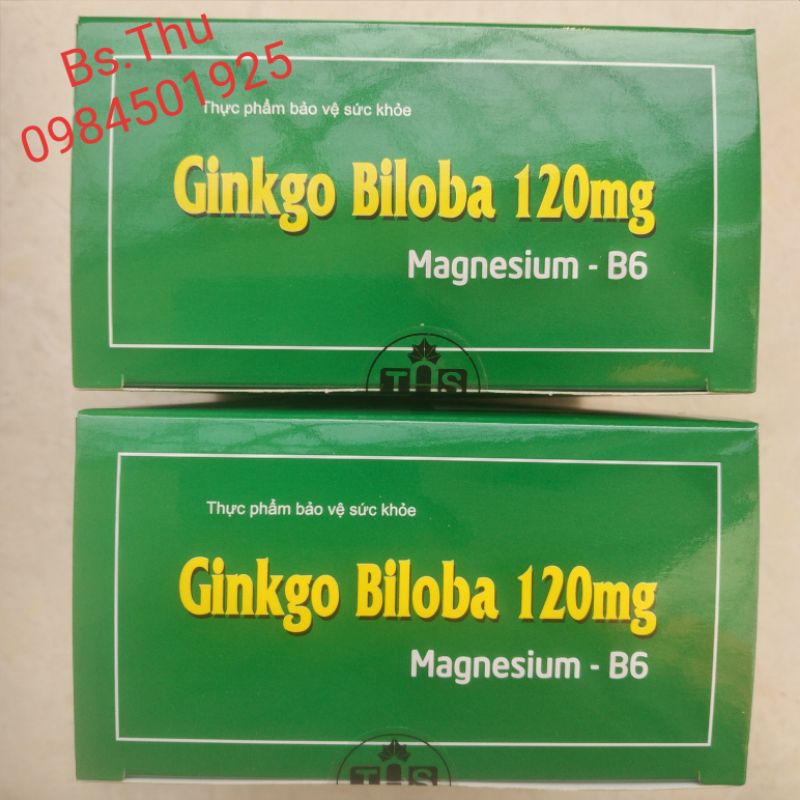 Bs.Thu
0984501925
Thực phẩm bảo vệ sức khỏe
Ginkgo Biloba 120mg
Magnesium - B6
Thực phẩm bảo vệ sức khỏe
Ginkgo Biloba 120mg
Magnesium - B6